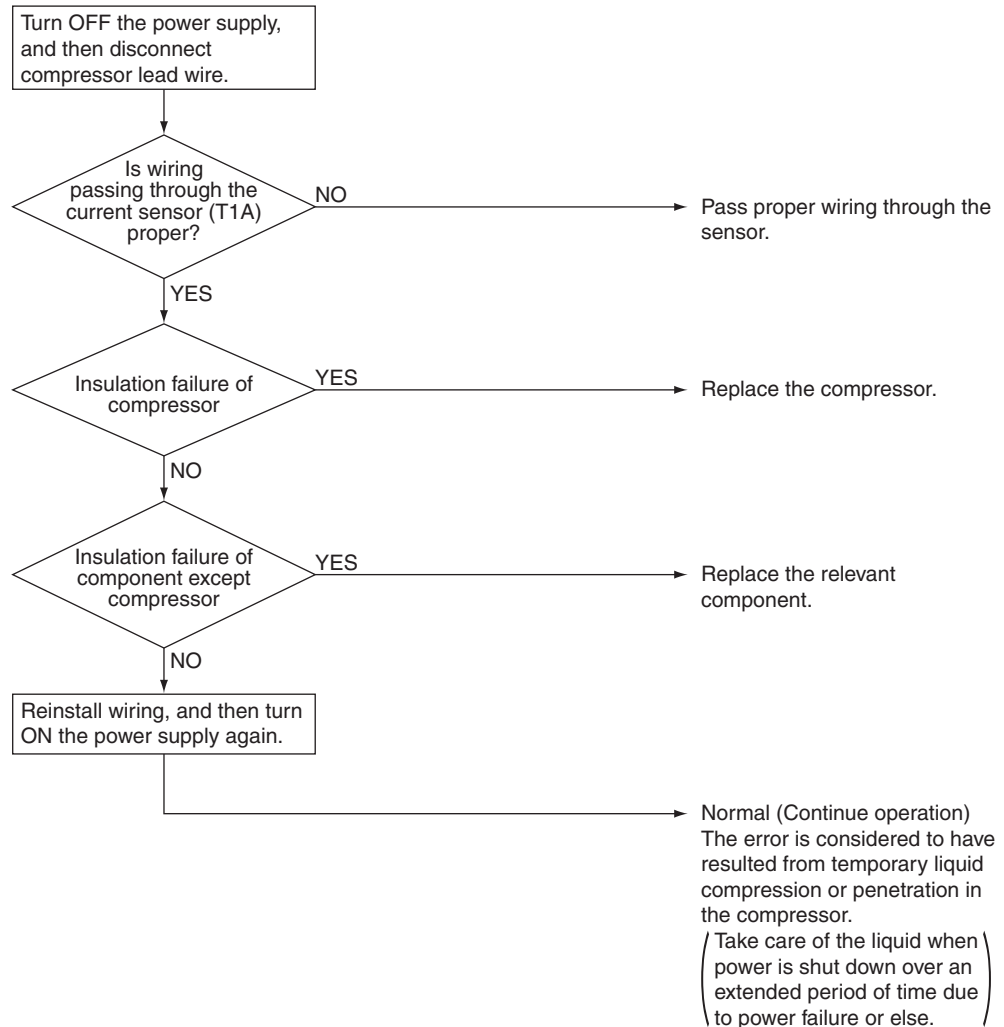 Turn OFF the power supply,
and then disconnect
compressor lead wire.
Is wiring
passing through the
current sensor (T1A)
proper?
NO
Pass proper wiring through the
sensor.
YES
Insulation failure of
compressor
YES
Replace the compressor.
NO
Insulation failure of
component except
compressor
YES
Replace the relevant
component.
NO
Reinstall wiring, and then turn
ON the power supply again.
Normal (Continue operation)
The error is considered to have
resulted from temporary liquid
compression or penetration in
the compressor.
Take care of the liquid when
power is shut down over an
extended period of time due
to power failure or else.